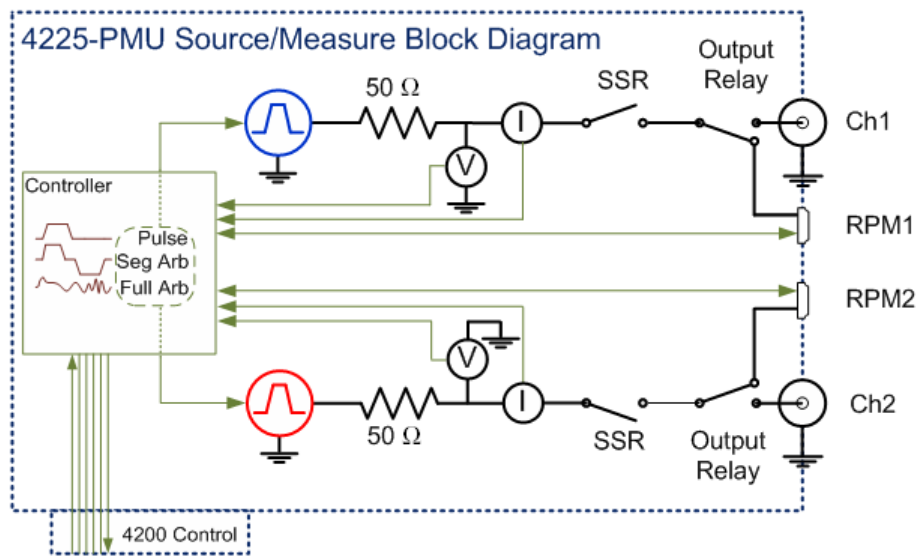 4225-PMU Source/Measure Block Diagram
50 Ω
SSR
Output
Relay
I
V
Ch1
Controller
Pulse
Seg Arb
Full Arb
RPM1
RPM2
V
I
50 Ω
SSR
Output
Relay
Ch2
4200 Control